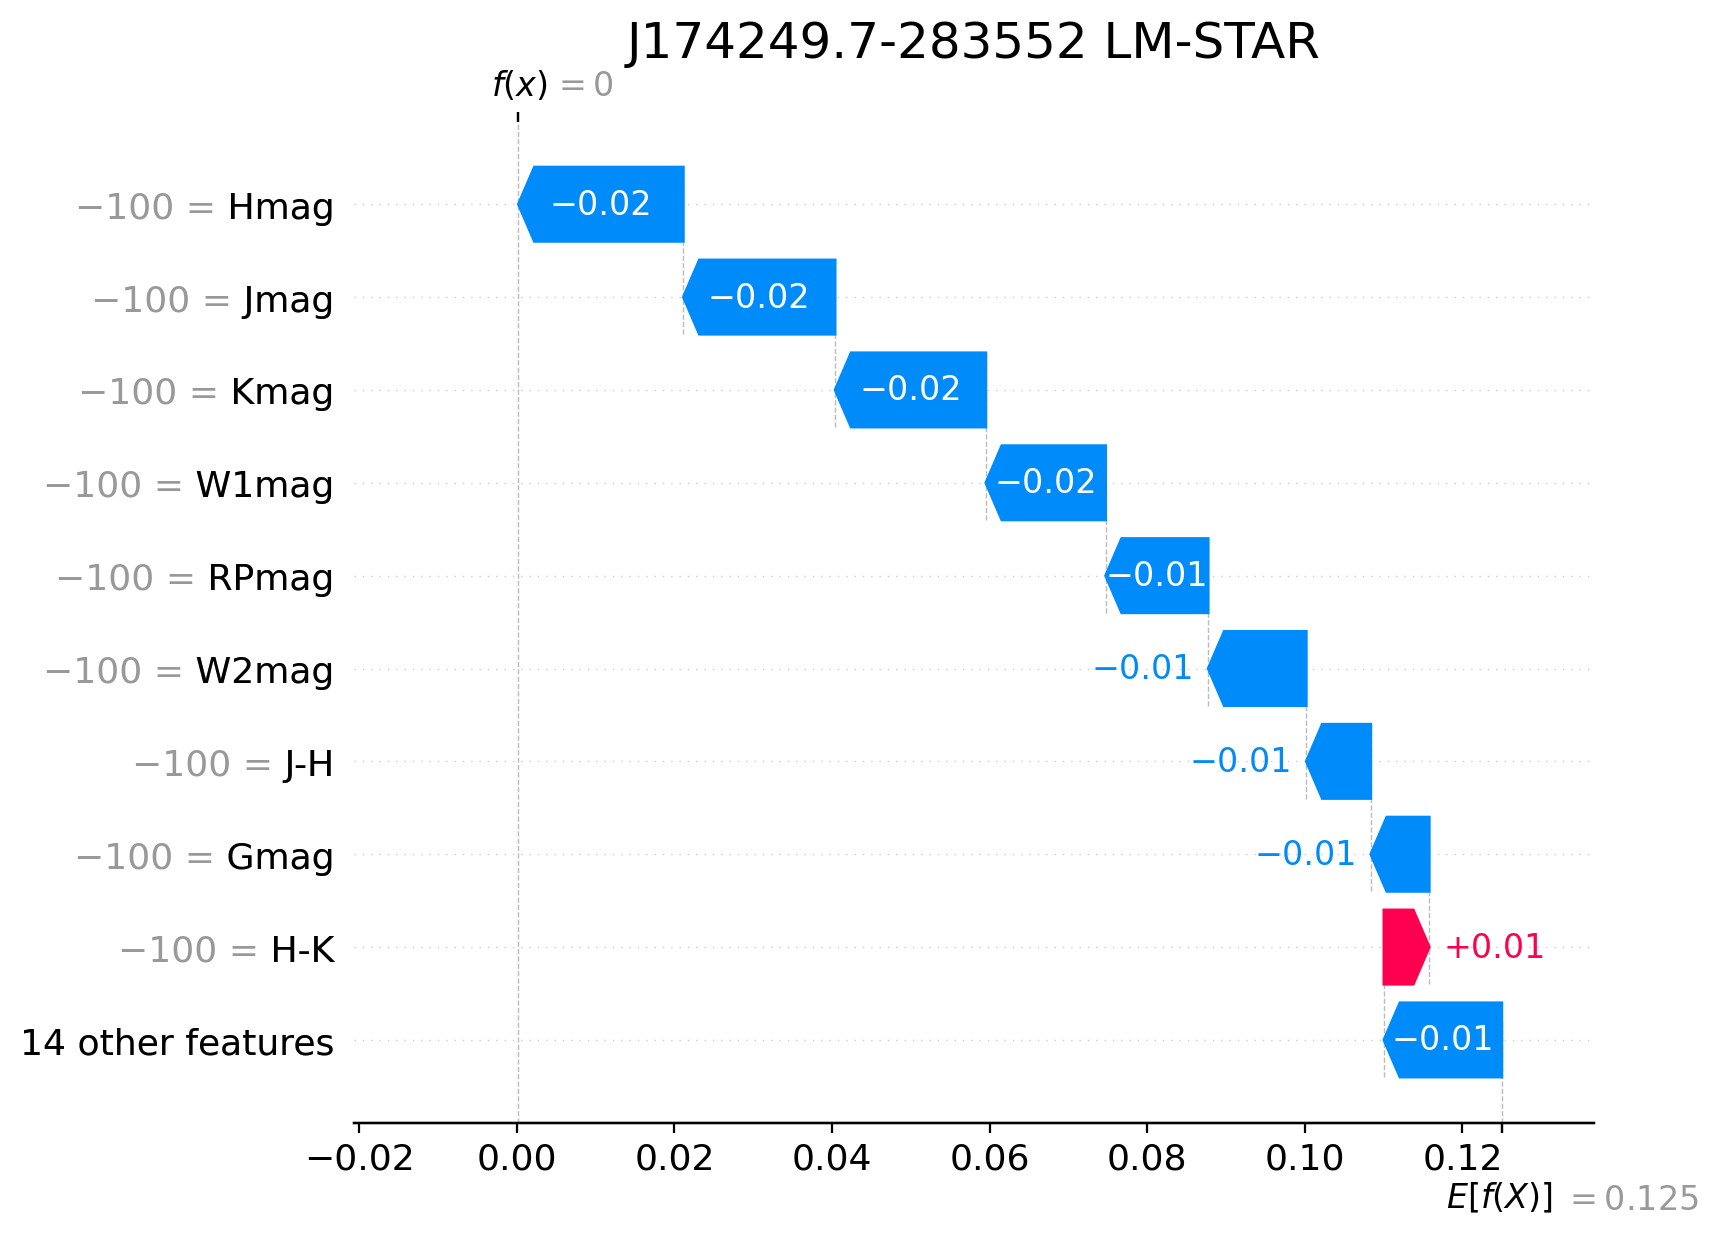 J174249.7-283552 LM-STAR
f(x) = 0
−100 = Hmag
−0.02
−100 = Jmag
−0.02
−100 = Kmag
−0.02
−100 = W1mag
−0.02
−100 = RPmag
−0.01
−100 = W2mag
−0.01
−100 = J-H
−0.01
−100 = Gmag
−0.01
−100 = H-K
+0.01
14 other features
−0.01
−0.02 0.00 0.02 0.04 0.06 0.08 0.10 0.12
E[f(X)] = 0.125